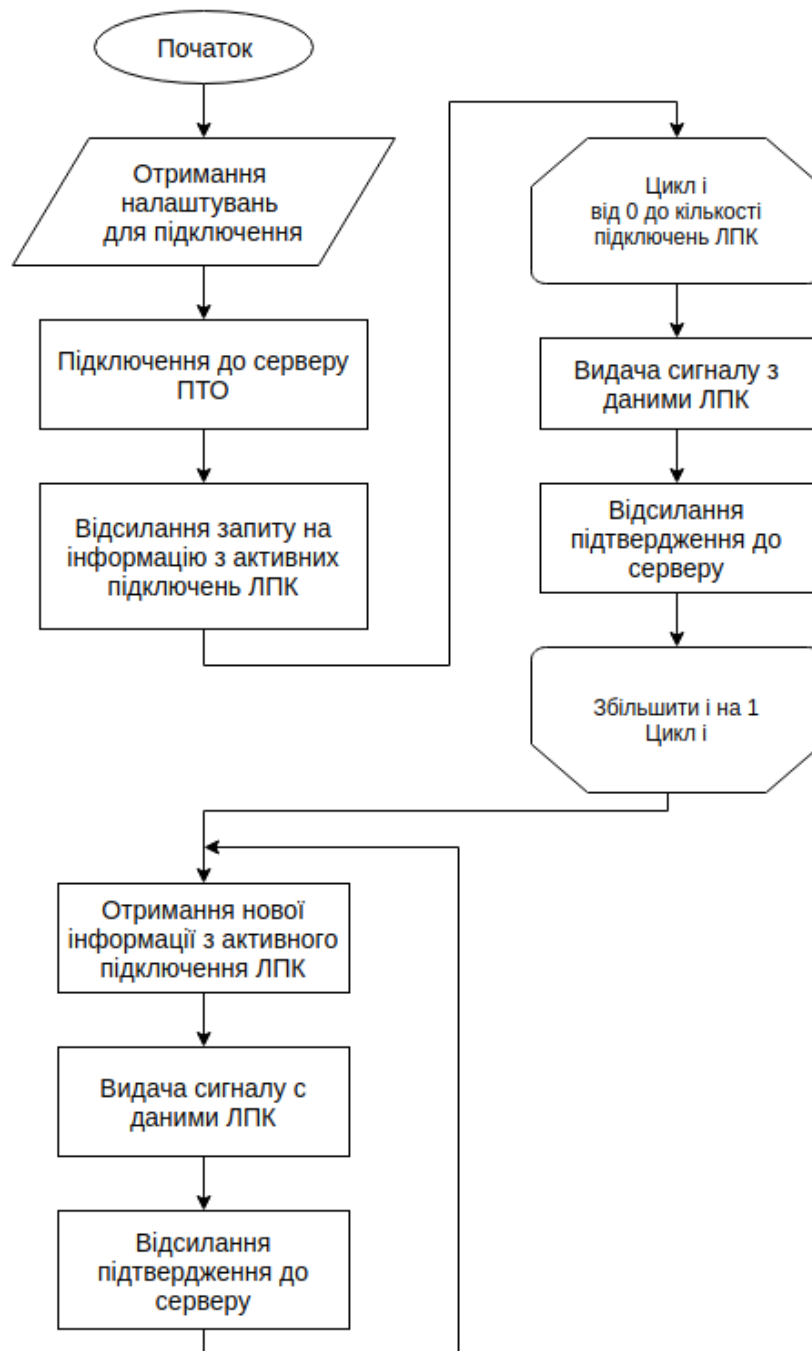 Початок
Отримання
налаштувань
для підключення
Підключення до серверу
ПТО
Відсилання запиту на
інформацію з активних
підключень ЛПК
Цикл і
від 0 до кількості
підключень ЛПК
Видача сигналу з
даними ЛПК
Відсилання
підтвердження до
серверу
Збільшити і на 1
Цикл і
Отримання нової
інформації з активного
підключення ЛПК
Видача сигналу с
даними ЛПК
Відсилання
підтвердження до
серверу